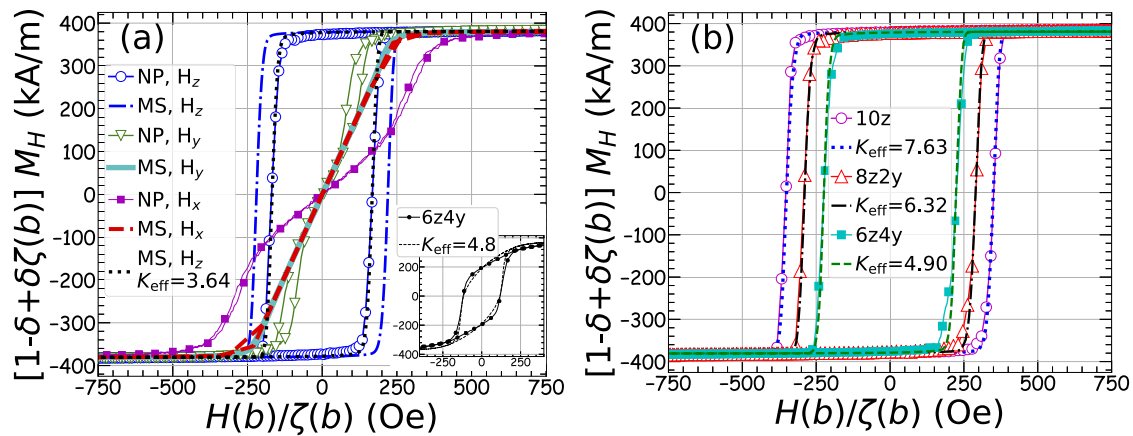 (a)
[1-δ+δζ(b)] M_H (kA/m)
400
300
200
100
0
−100
−200
−300
−400
NP, H_z
MS, H_z
NP, H_y
MS, H_y
NP, H_x
MS, H_x
MS, H_z
K_eff=3.64
6z4y
K_eff=4.8
200
0
−200
−400
−250
0
250
−750
−500
−250
0
250
500
750
H(b)/ζ(b) (Oe)
(b)
[1-δ+δζ(b)] M_H (kA/m)
400
300
200
100
0
−100
−200
−300
−400
10z
K_eff=7.63
8z2y
K_eff=6.32
6z4y
K_eff=4.90
−750
−500
−250
0
250
500
750
H(b)/ζ(b) (Oe)